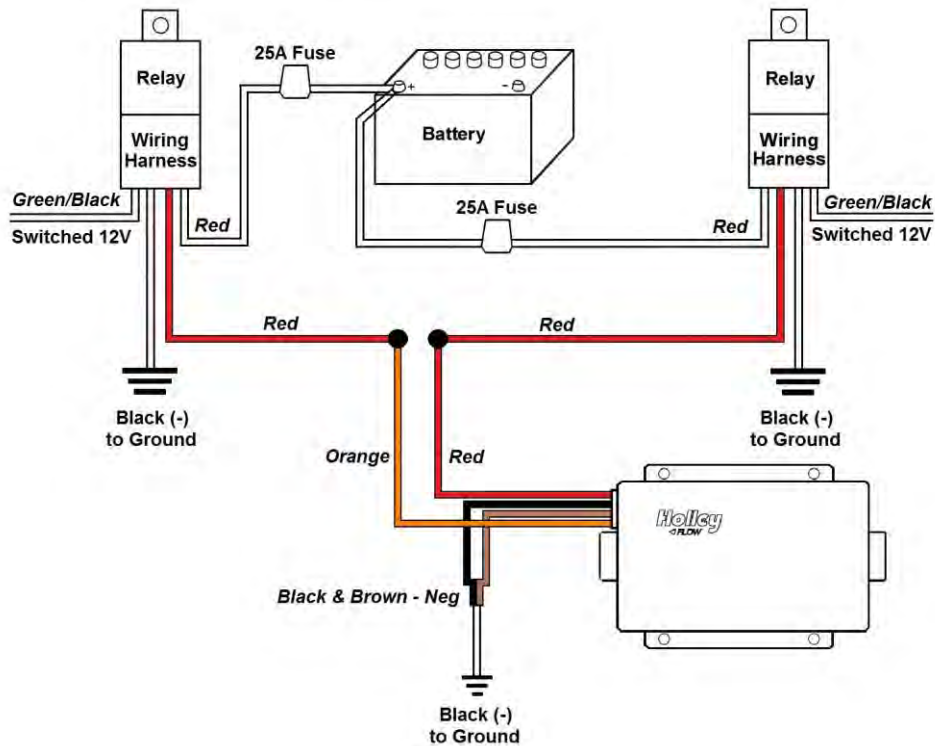 25A Fuse
Relay
Wiring
Harness
+
-
Battery
Relay
Wiring
Harness
Green/Black
Switched 12V
Red
25A Fuse
Red
Green/Black
Switched 12V
Red
Red
Black (-)
to Ground
Black (-)
to Ground
Orange
Red
Holley
FLOW
Black & Brown - Neg
Black (-)
to Ground